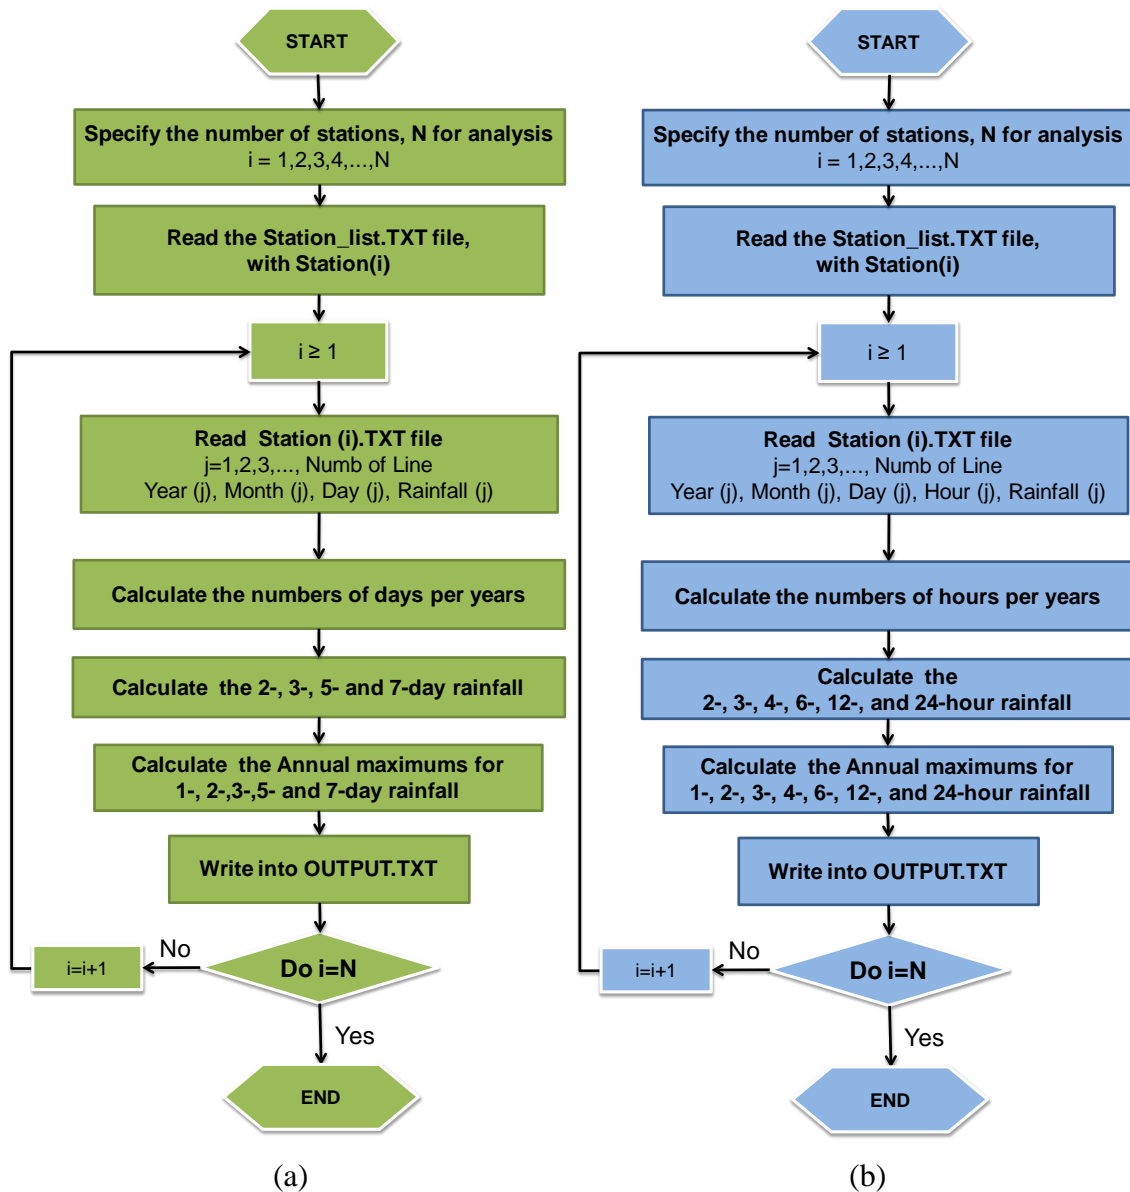 START
Specify the number of stations, N for analysis
i = 1,2,3,4,...,N
Read the Station_list.TXT file,
with Station(i)
i ≥ 1
Read Station (i).TXT file
j=1,2,3,..., Numb of Line
Year (j), Month (j), Day (j), Rainfall (j)
Calculate the numbers of days per years
Calculate the 2-, 3-, 5- and 7-day rainfall
Calculate the Annual maximums for
1-, 2-,3-,5- and 7-day rainfall
Write into OUTPUT.TXT
Do i=N
No
i=i+1
Yes
END
(a)
START
Specify the number of stations, N for analysis
i = 1,2,3,4,...,N
Read the Station_list.TXT file,
with Station(i)
i ≥ 1
Read Station (i).TXT file
j=1,2,3,..., Numb of Line
Year (j), Month (j), Day (j), Hour (j), Rainfall (j)
Calculate the numbers of hours per years
Calculate the
2-, 3-, 4-, 6-, 12-, and 24-hour rainfall
Calculate the Annual maximums for
1-, 2-, 3-, 4-, 6-, 12-, and 24-hour rainfall
Write into OUTPUT.TXT
Do i=N
No
i=i+1
Yes
END
(b)